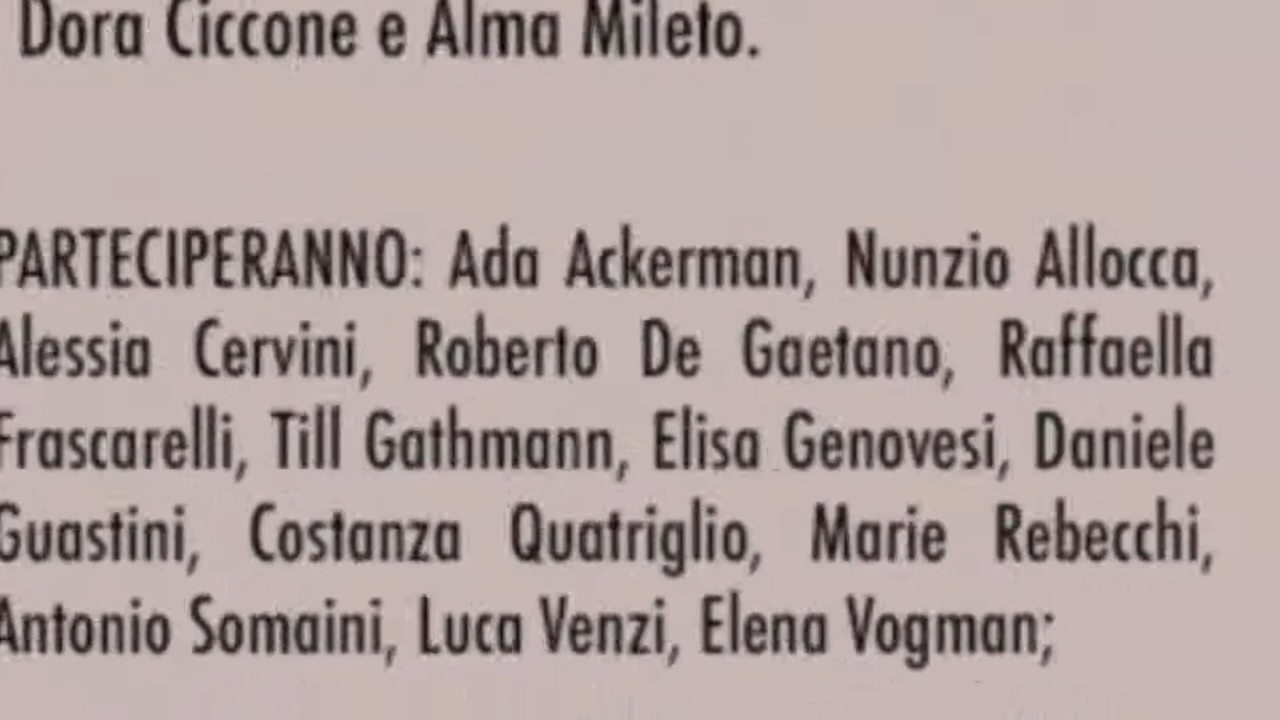 Dora Ciccone e Alma Mileto.
PARTECIPERANNO: Ada Ackerman, Nunzio Allocca,
Alessia Cervini, Roberto De Gaetano, Raffaella
Frascarelli, Till Gathmann, Elisa Genovesi, Daniele
Guastini, Costanza Quatriglio, Marie Rebecchi,
Antonio Somaini, Luca Venzi, Elena Vogman;